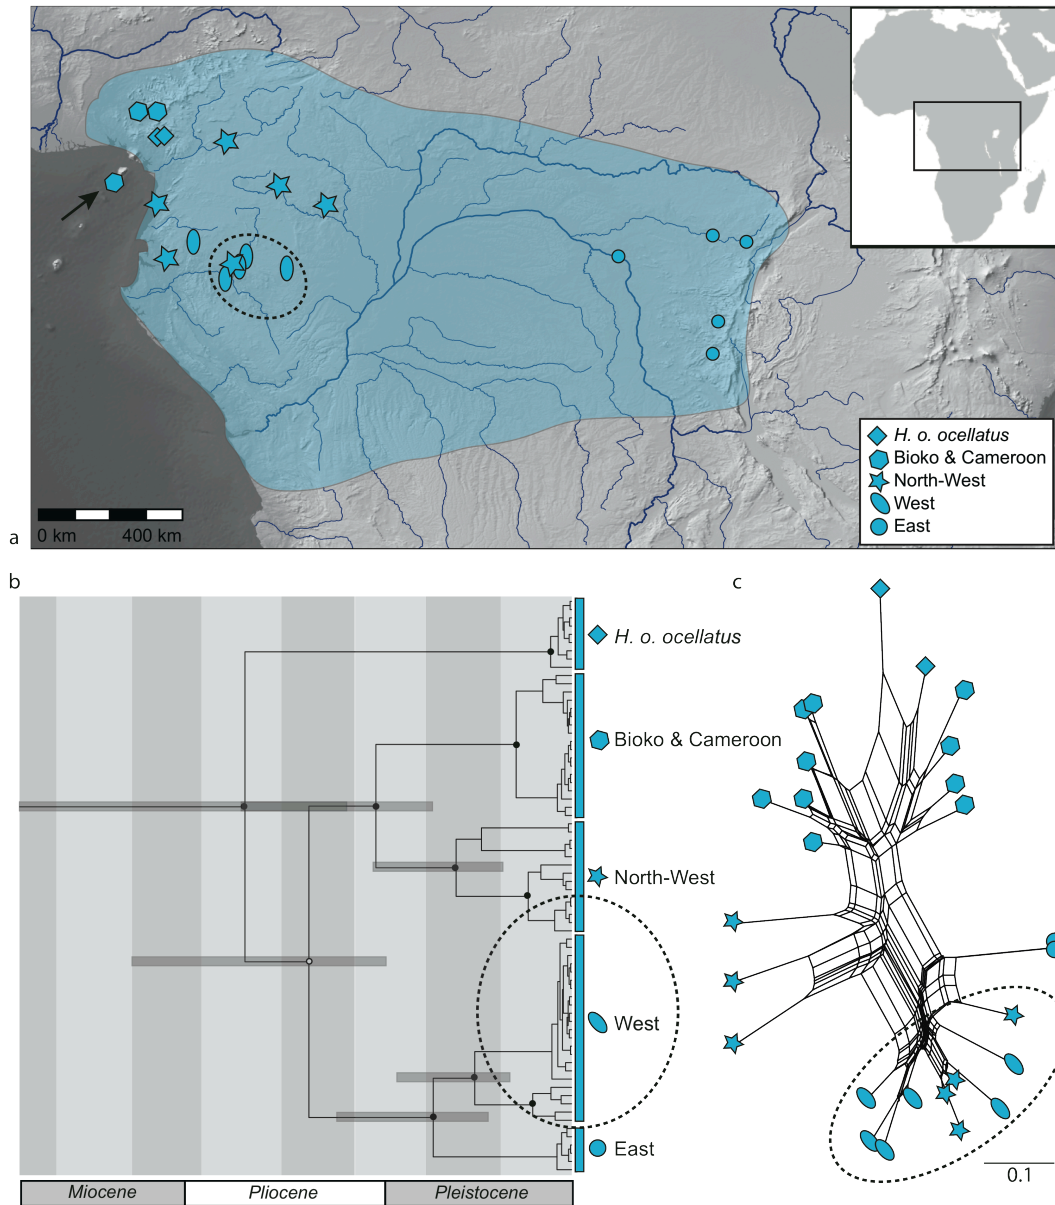 H. o. ocellatus
Bioko & Cameroon
North-West
West
East
0 km 400 km
a
b
c
H. o. ocellatus
Bioko & Cameroon
North-West
West
East
0.1
Miocene Pliocene Pleistocene